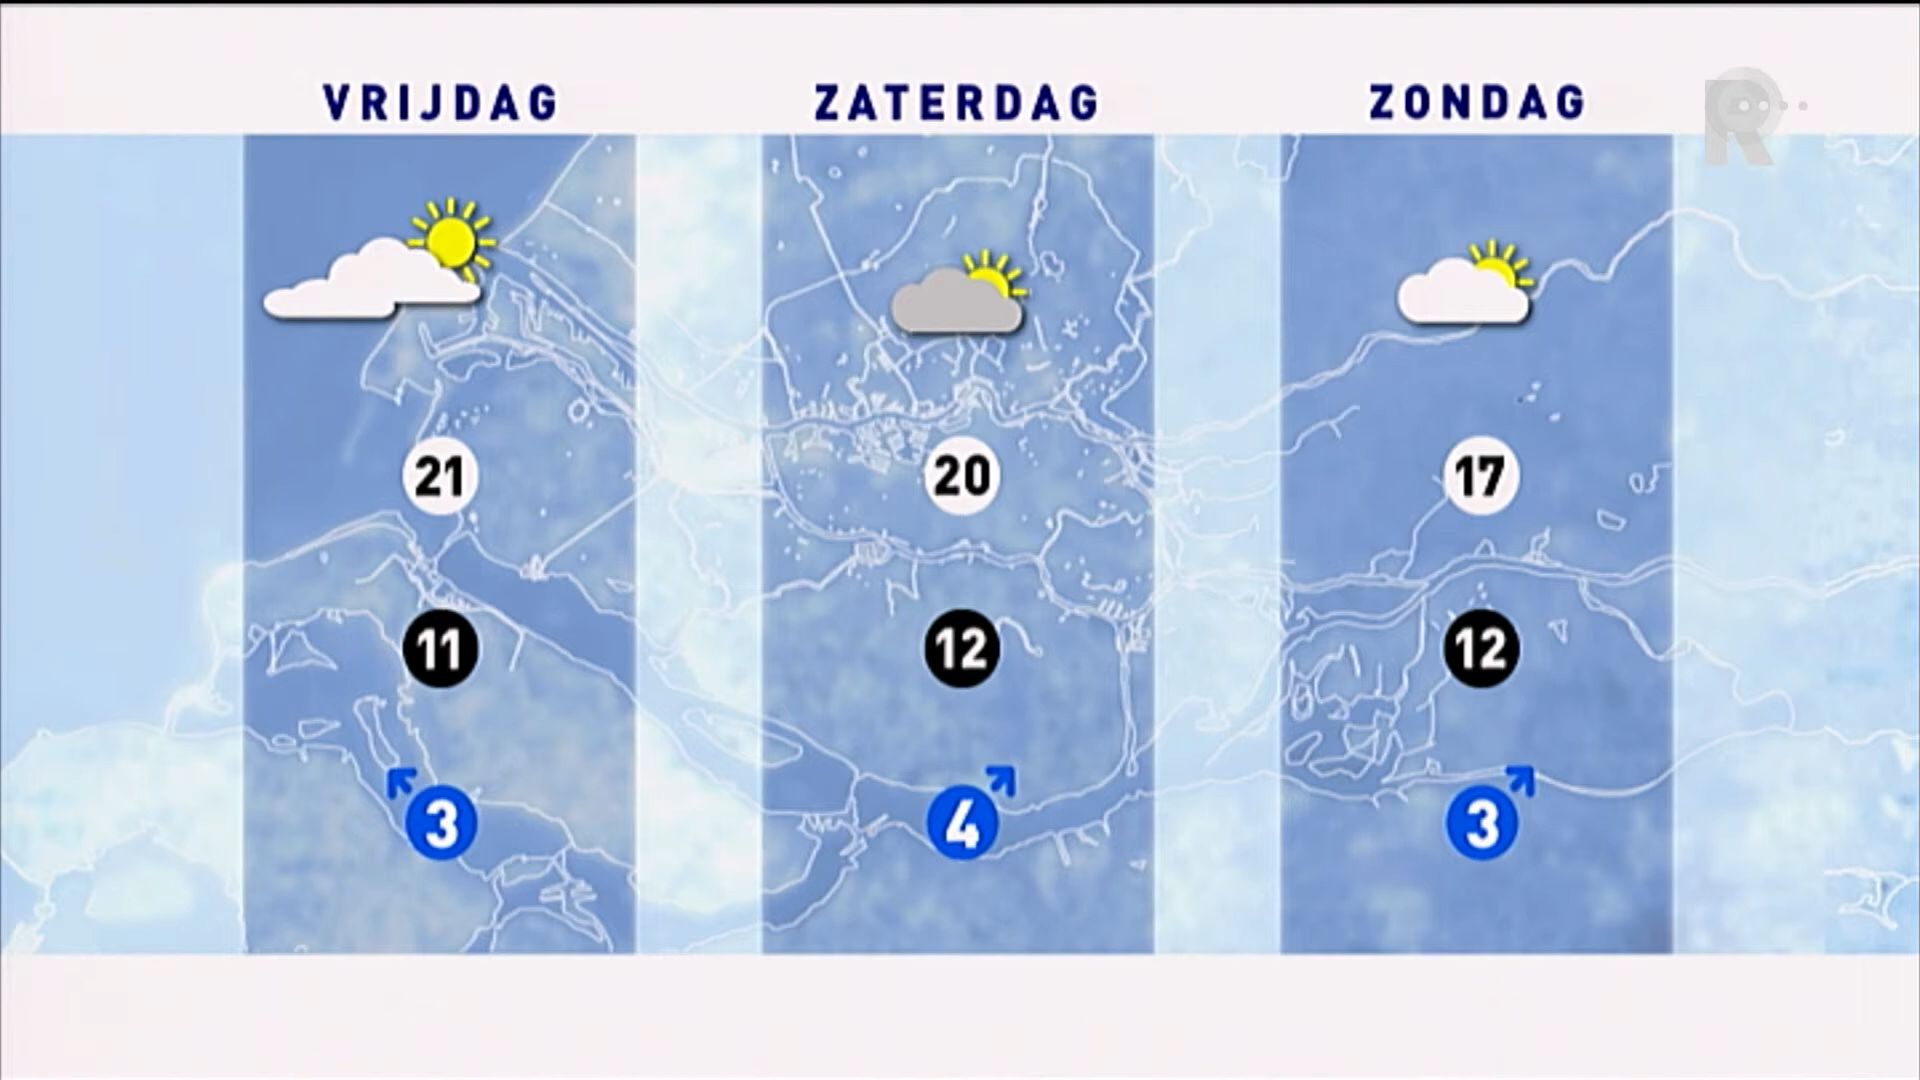 VRIJDAG ZATERDAG ZONDAG
21 20 17
11 12 12
3 4 3
R